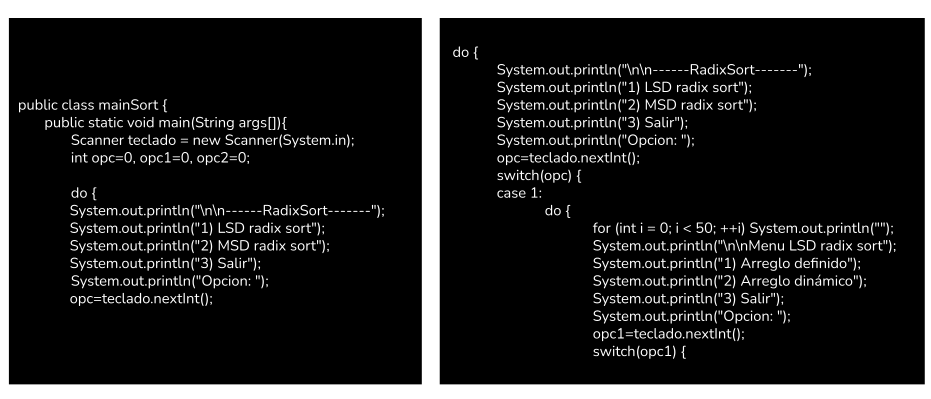 public class mainSort {
public static void main(String args[]){
Scanner teclado = new Scanner(System.in);
int opc=0, opc1=0, opc2=0;
do {
System.out.println("\n\n------RadixSort-------");
System.out.println("1) LSD radix sort");
System.out.println("2) MSD radix sort");
System.out.println("3) Salir");
System.out.println("Opcion: ");
opc=teclado.nextInt();
do {
System.out.println("\n\n------RadixSort-------");
System.out.println("1) LSD radix sort");
System.out.println("2) MSD radix sort");
System.out.println("3) Salir");
System.out.println("Opcion: ");
opc=teclado.nextInt();
switch(opc) {
case 1:
do {
for (int i = 0; i < 50; ++i) System.out.println("");
System.out.println("\n\nMenu LSD radix sort");
System.out.println("1) Arreglo definido");
System.out.println("2) Arreglo dinámico");
System.out.println("3) Salir");
System.out.println("Opcion: ");
opc1=teclado.nextInt();
switch(opc1) {